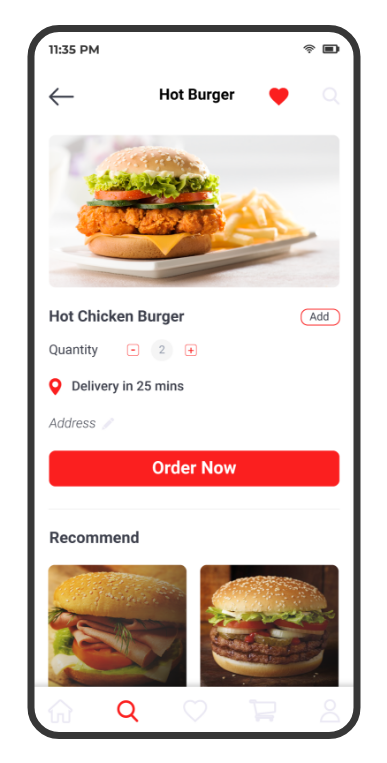 11:35 PM
Hot Burger
Hot Chicken Burger
Add
Quantity - 2 +
Delivery in 25 mins
Address
Order Now
Recommend